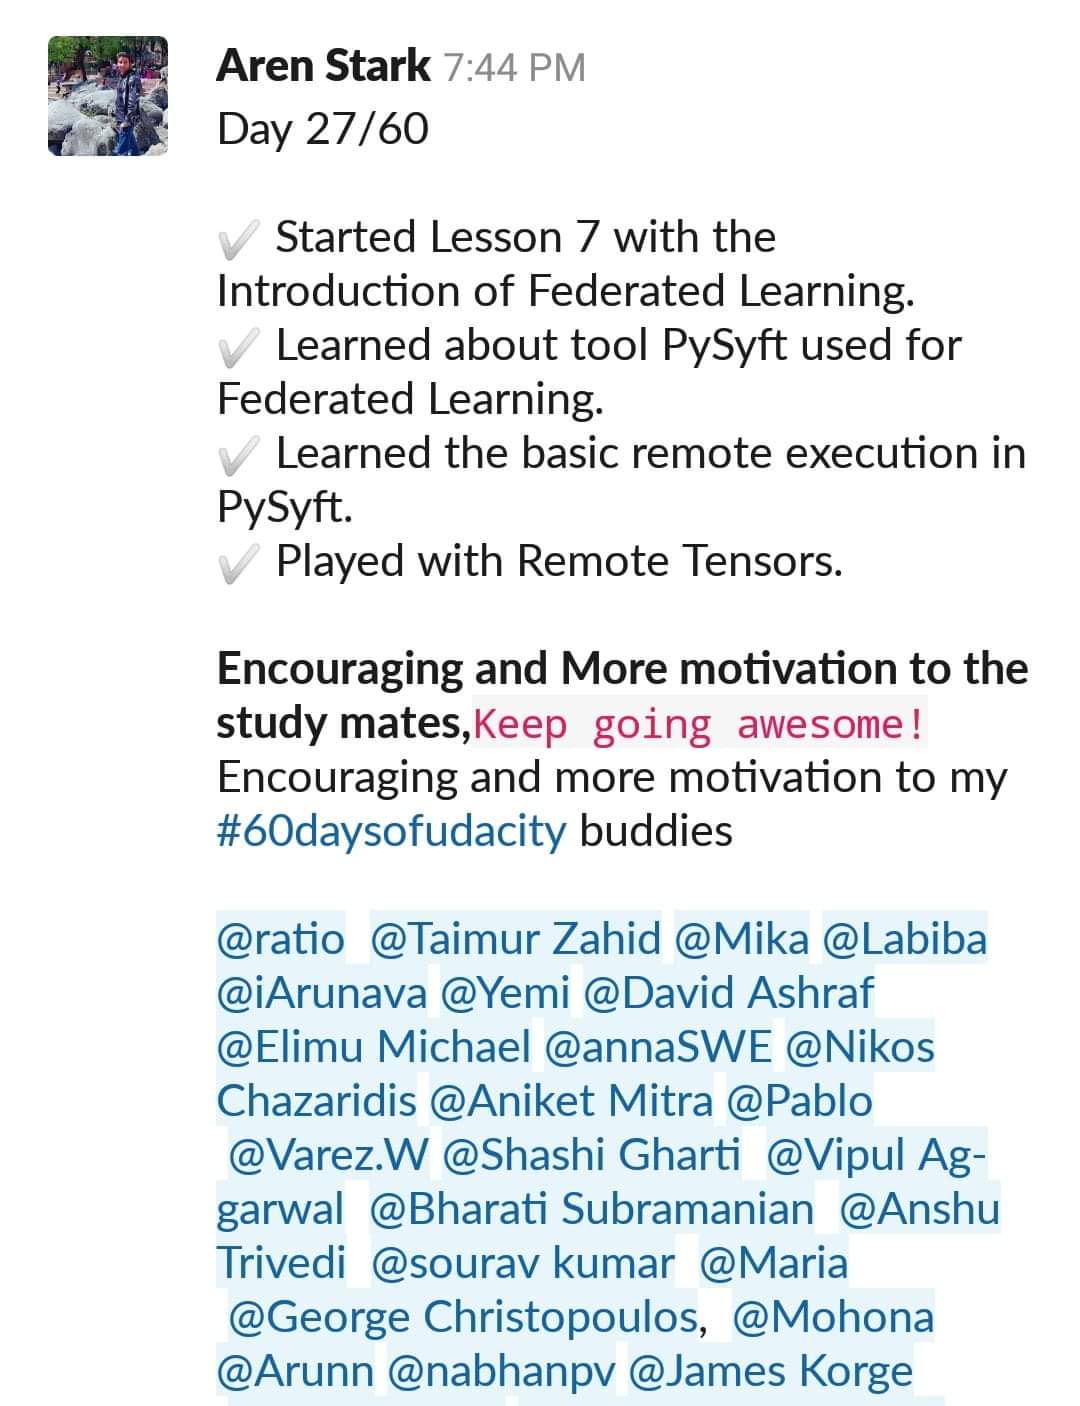 Aren Stark 7:44 PM
Day 27/60
✔ Started Lesson 7 with the
Introduction of Federated Learning.
✔ Learned about tool PySyft used for
Federated Learning.
✔ Learned the basic remote execution in
PySyft.
✔ Played with Remote Tensors.
Encouraging and More motivation to the
study mates,Keep going awesome!
Encouraging and more motivation to my
#60daysofudacity buddies
@ratio @Taimur Zahid @Mika @Labiba
@iArunava @Yemi @David Ashraf
@Elimu Michael @annaSWE @Nikos
Chazaridis @Aniket Mitra @Pablo
@Varez.W @Shashi Gharti @Vipul Ag-
garwal @Bharati Subramanian @Anshu
Trivedi @sourav kumar @Maria
@George Christopoulos, @Mohona
@Arunn @nabhanpv @James Korge